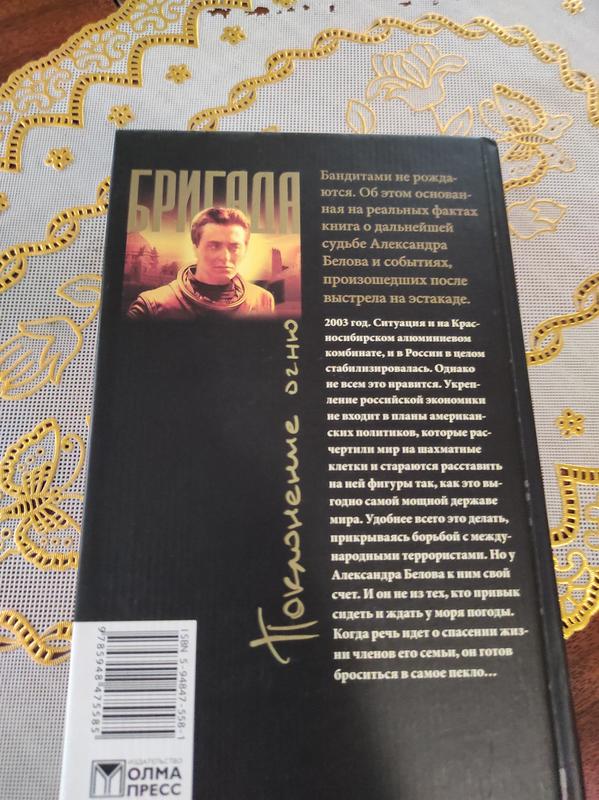 БРИГАДА
Бандитами не рожда-
ются. Об этом основан-
ная на реальных фактах
книга о дальнейшей
судьбе Александра
Белова и событиях,
произошедших после
выстрела на эстакаде.
2003 год. Ситуация и на Крас-
носибирском алюминиевом
комбинате, и в России в целом
стабилизировалась. Однако
не всем это нравится. Укреп-
ление российской экономики
не входит в планы американ-
ских политиков, которые рас-
чертили мир на шахматные
клетки и стараются расставить
на ней фигуры так, как это вы-
годно самой мощной державе
мира. Удобнее всего это делать,
прикрываясь борьбой с между-
народными террористами. Но у
Александра Белова к ним свой
счет. И он не из тех, кто привык
сидеть и ждать у моря погоды.
Когда речь идет о спасении жиз-
ни членов его семьи, он готов
броситься в самое пекло...
Поклонение огню
ISBN 5-94847-558-1
9785948475585
ИЗДАТЕЛЬСТВО
ОЛМА
ПРЕСС